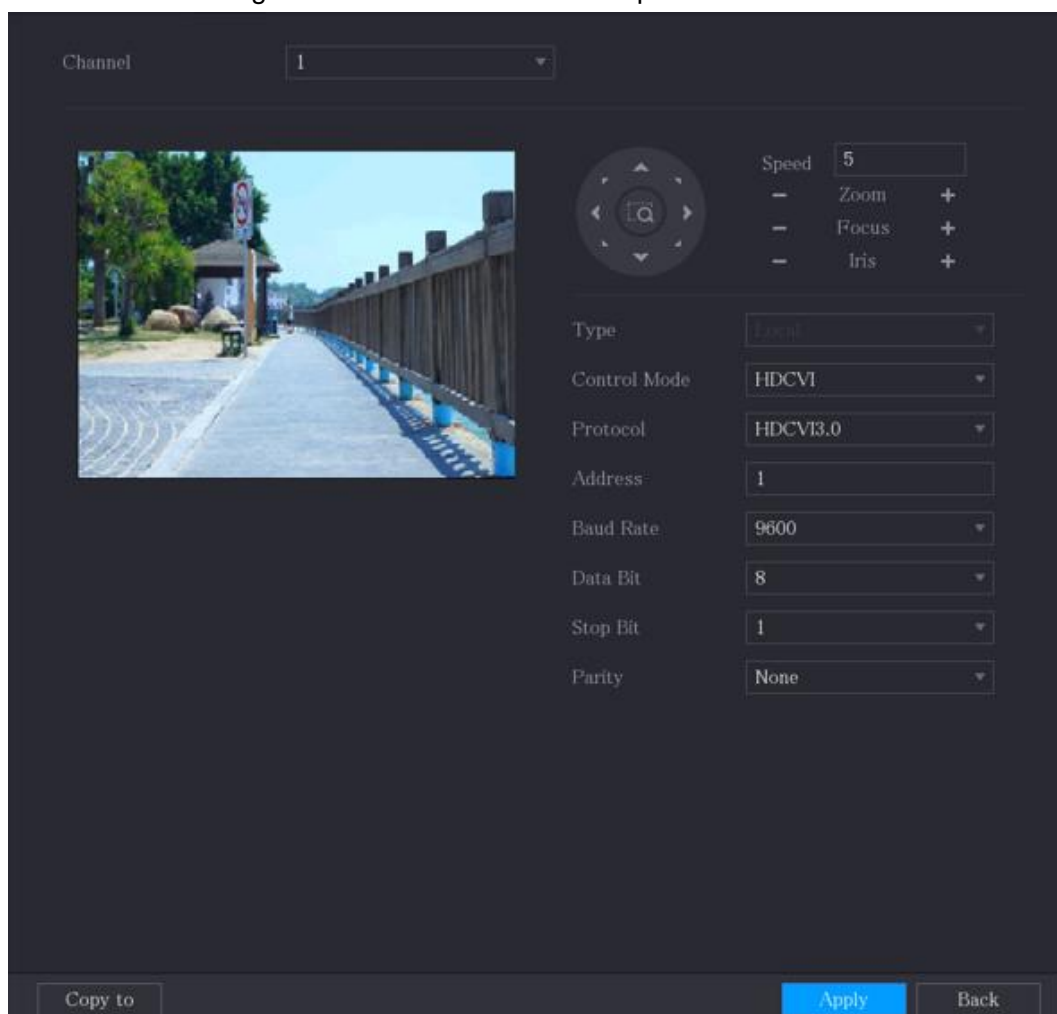 Channel 1
Speed 5
- Zoom +
- Focus +
- Iris +
Type Local
Control Mode HDCVI
Protocol HDCVI3.0
Address 1
Baud Rate 9600
Data Bit 8
Stop Bit 1
Parity None
Copy to Apply Back